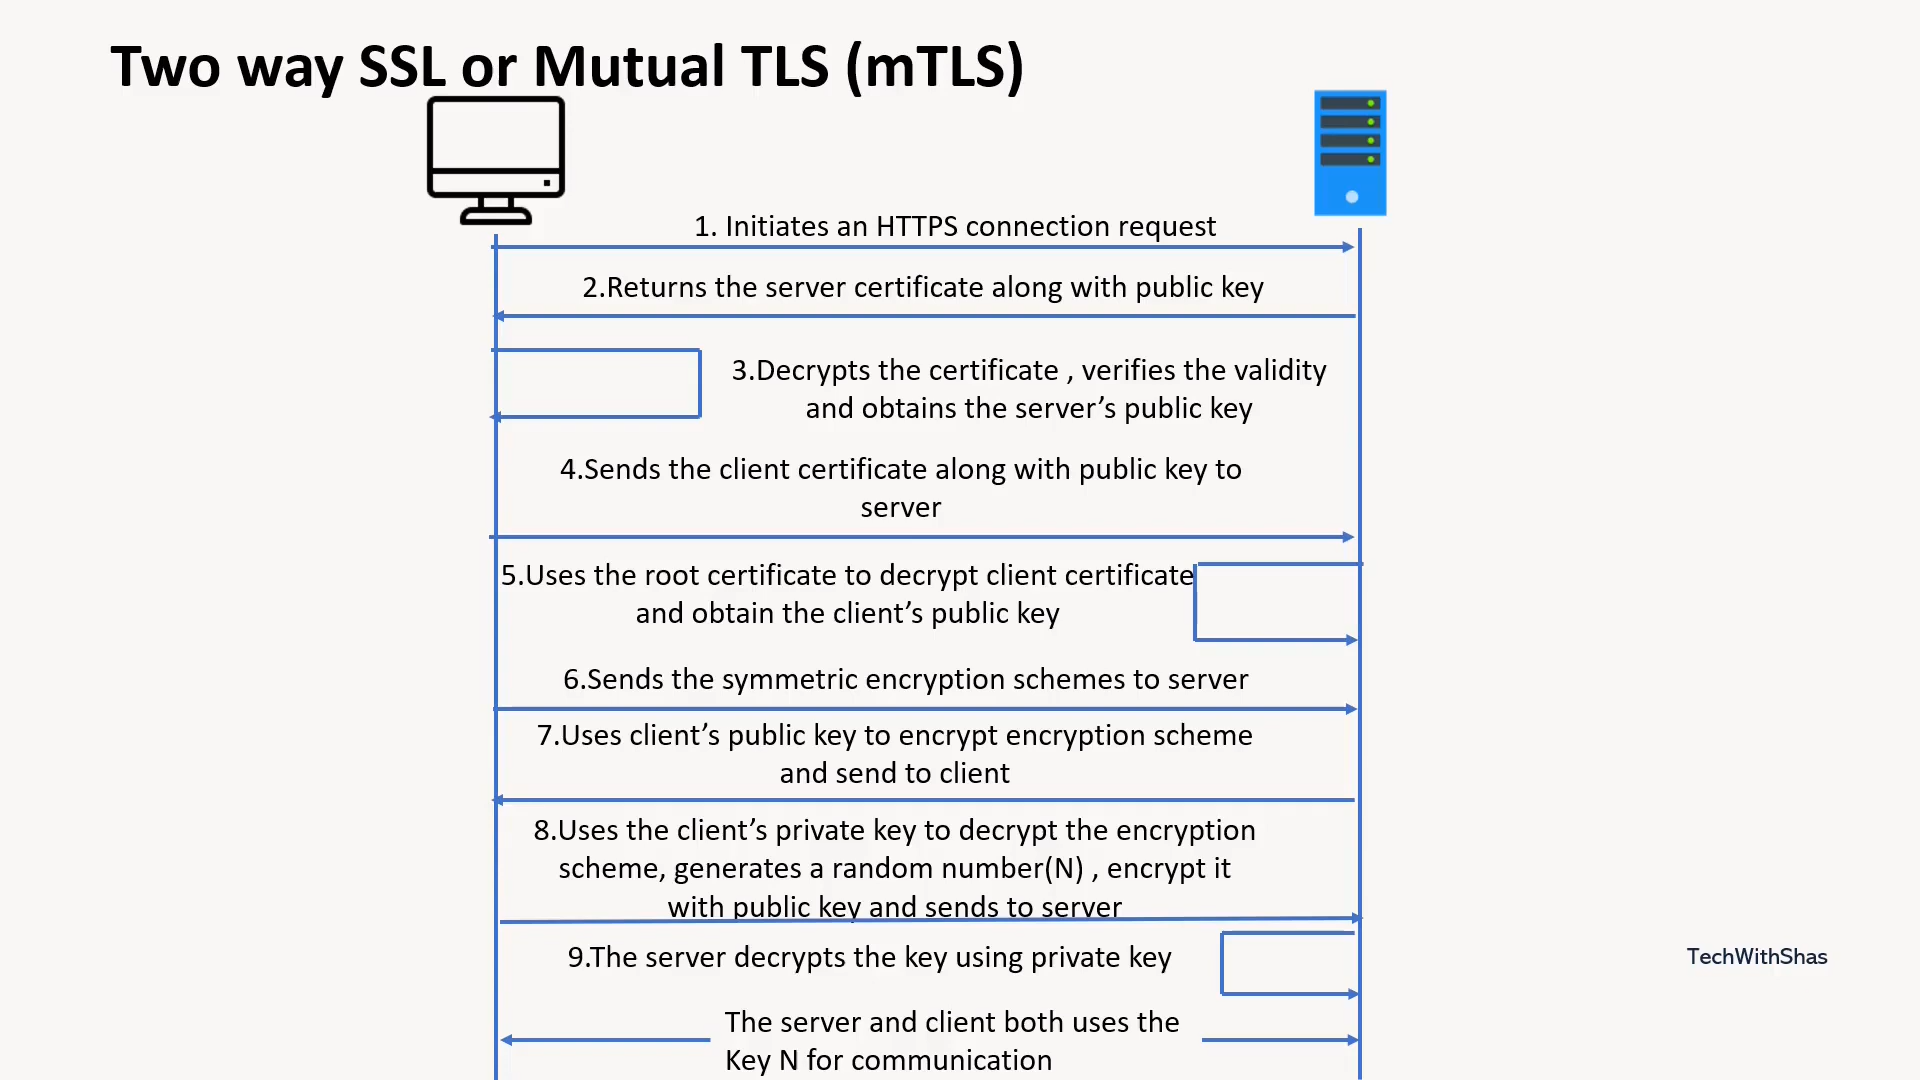 Two way SSL or Mutual TLS (mTLS)
1. Initiates an HTTPS connection request
2.Returns the server certificate along with public key
3.Decrypts the certificate , verifies the validity
and obtains the server’s public key
4.Sends the client certificate along with public key to
server
5.Uses the root certificate to decrypt client certificate
and obtain the client’s public key
6.Sends the symmetric encryption schemes to server
7.Uses client’s public key to encrypt encryption scheme
and send to client
8.Uses the client’s private key to decrypt the encryption
scheme, generates a random number(N) , encrypt it
with public key and sends to server
9.The server decrypts the key using private key
TechWithShas
The server and client both uses the
Key N for communication